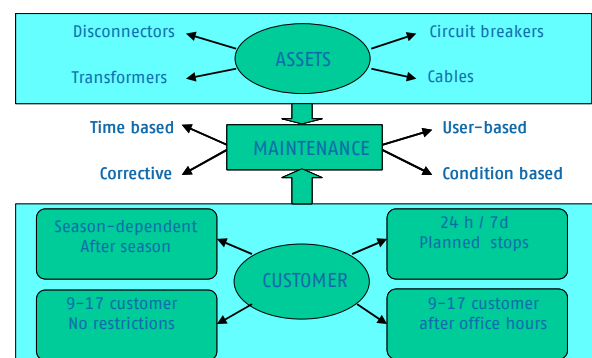 Disconnectors
Circuit breakers
ASSETS
Transformers
Cables
Time based
User-based
MAINTENANCE
Corrective
Condition based
Season-dependent
After season
24 h / 7d
Planned stops
CUSTOMER
9-17 customer
No restrictions
9-17 customer
after office hours